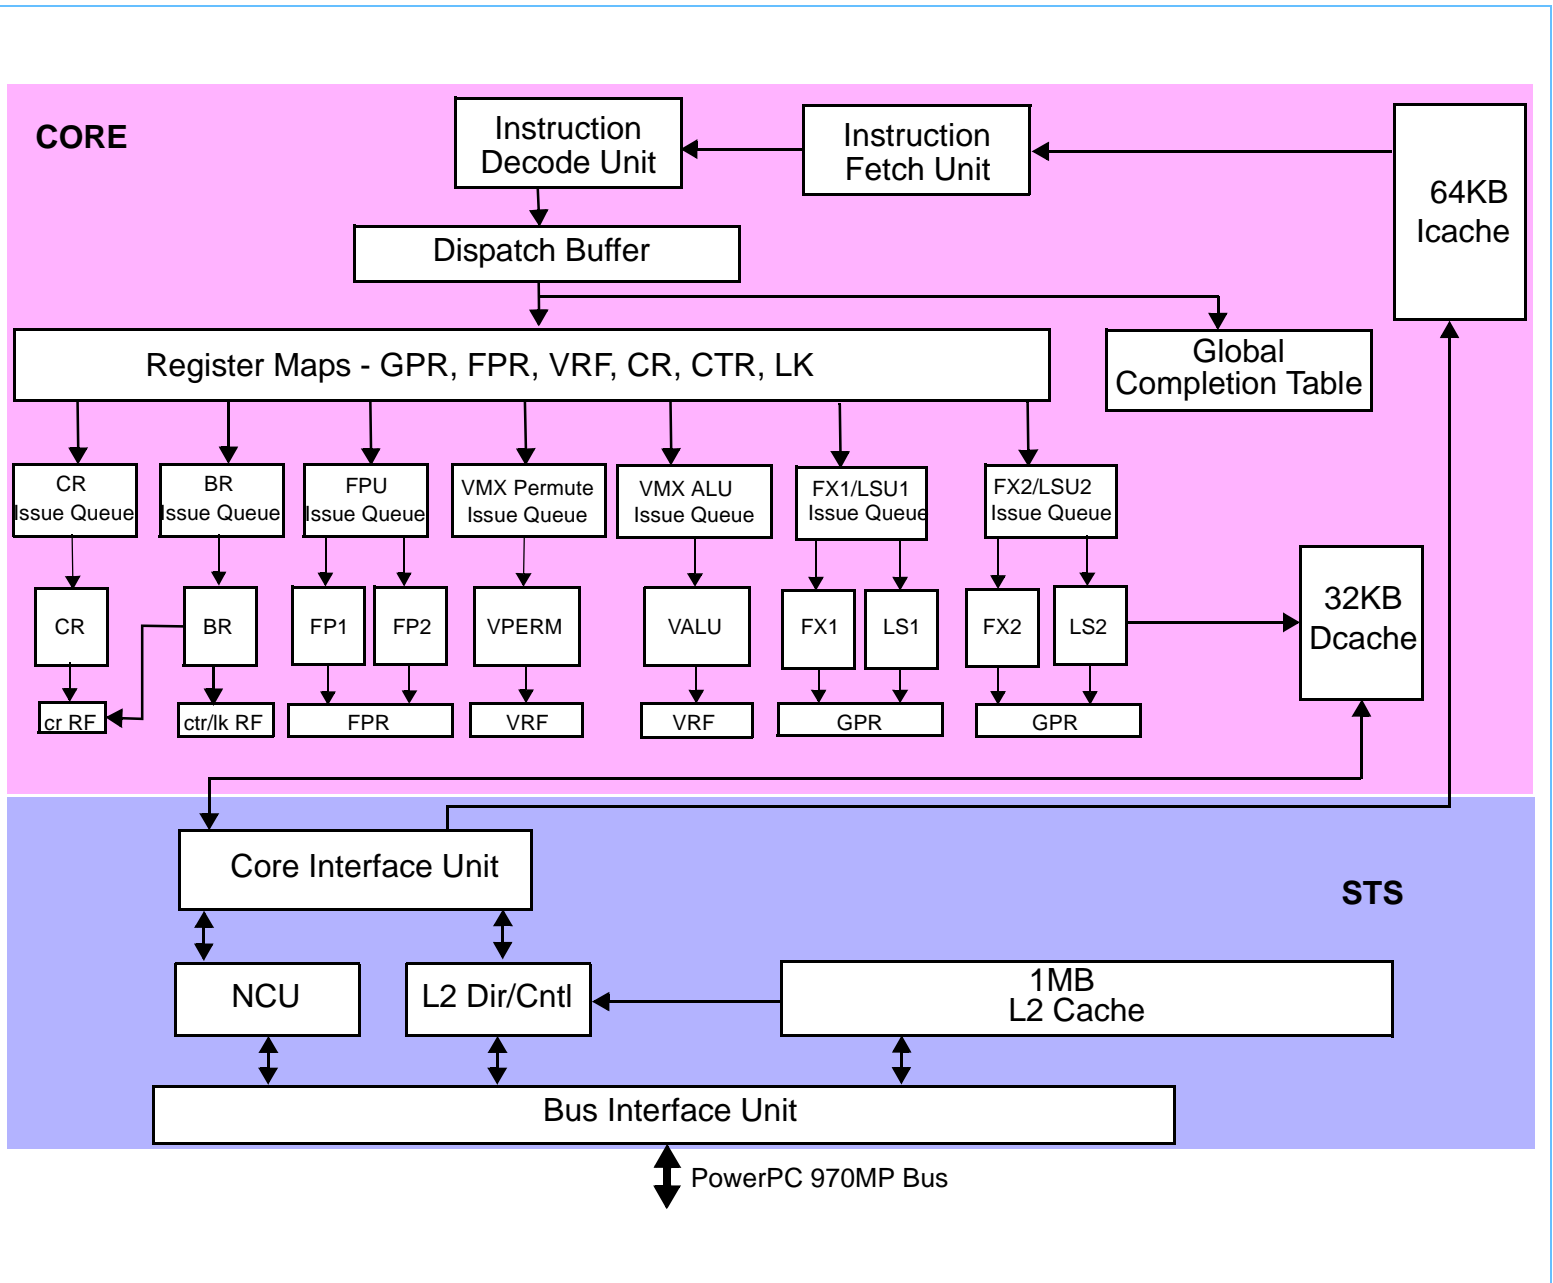 CORE
Instruction
Decode Unit
Instruction
Fetch Unit
64KB
Icache
Dispatch Buffer
Register Maps - GPR, FPR, VRF, CR, CTR, LK
Global
Completion Table
CR
Issue Queue
BR
Issue Queue
FPU
Issue Queue
VMX Permute
Issue Queue
VMX ALU
Issue Queue
FX1/LSU1
Issue Queue
FX2/LSU2
Issue Queue
CR
BR
FP1
FP2
VPERM
VALU
FX1
LS1
FX2
LS2
32KB
Dcache
cr RF
ctr/lk RF
FPR
VRF
VRF
GPR
GPR
Core Interface Unit
STS
NCU
L2 Dir/Cntl
1MB
L2 Cache
Bus Interface Unit
PowerPC 970MP Bus